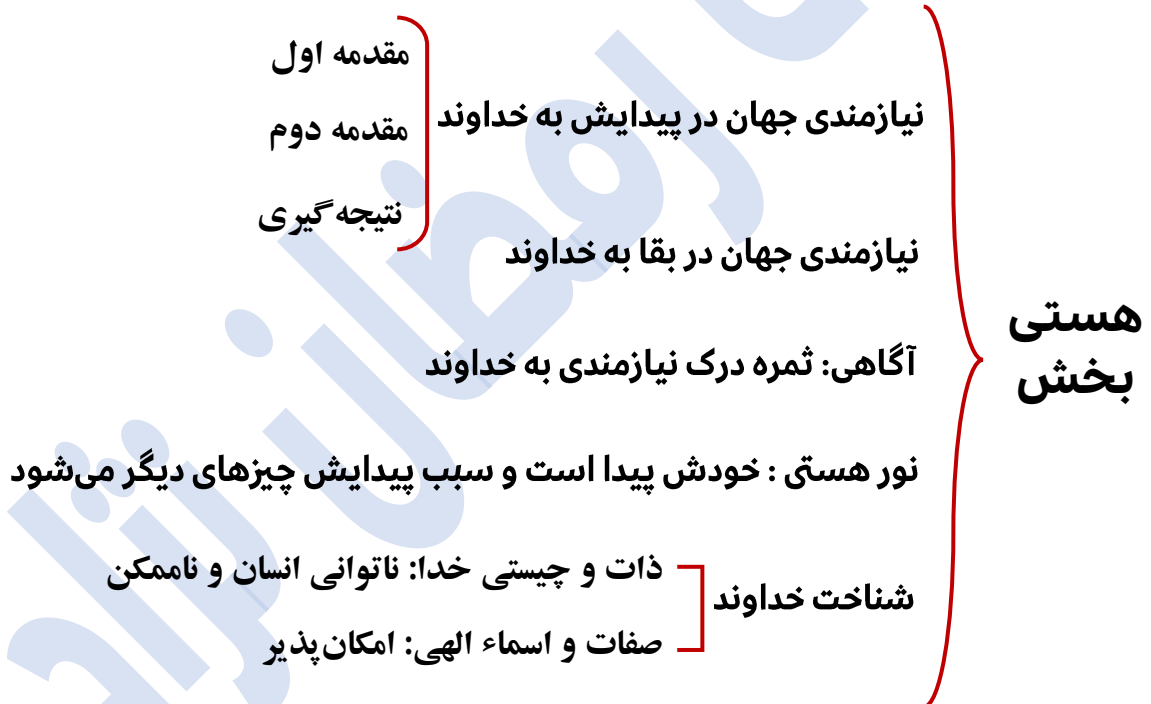 هستی
بخش
نیازمندی جهان در پیدایش به خداوند
مقدمه اول
مقدمه دوم
نتیجه گیری
نیازمندی جهان در بقا به خداوند
آگاهی: ثمره درک نیازمندی به خداوند
نور هستی : خودش پیدا است و سبب پیدایش چیزهای دیگر می‌شود
شناخت خداوند
ذات و چیستی خدا: ناتوانی انسان و ناممکن
صفات و اسماء الهی: امکان‌پذیر